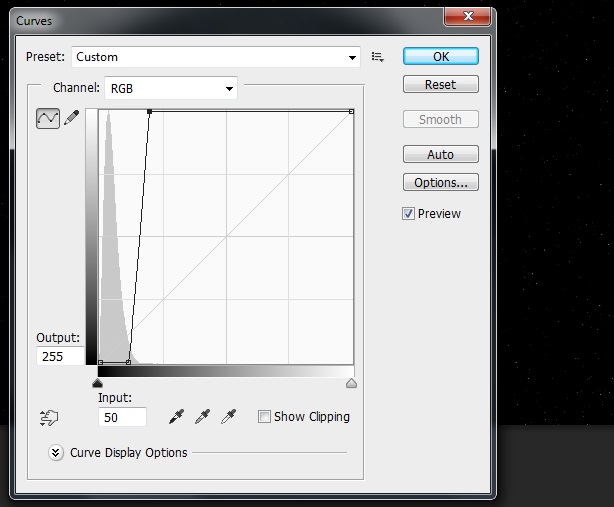 Curves
Preset: Custom
OK
Channel: RGB
Reset
Smooth
Auto
Options...
Preview
Output:
255
Input:
50
Show Clipping
Curve Display Options